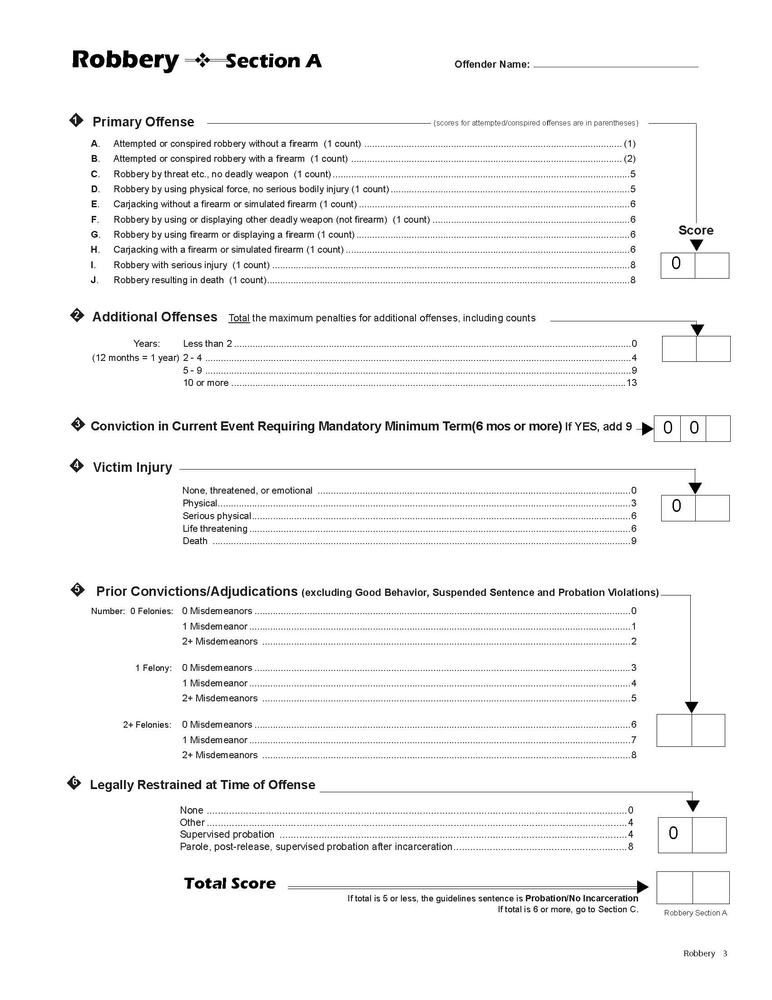 Robbery Section A
Offender Name:
1 Primary Offense (scores for attempted/conspired offenses are in parentheses)
A. Attempted or conspired robbery without a firearm (1 count) (1)
B. Attempted or conspired robbery with a firearm (1 count) (2)
C. Robbery by threat etc., no deadly weapon (1 count) 5
D. Robbery by using physical force, no serious bodily injury (1 count) 5
E. Carjacking without a firearm or simulated firearm (1 count) 6
F. Robbery by using or displaying other deadly weapon (not firearm) (1 count) 6
G. Robbery by using firearm or displaying a firearm (1 count) 6
H. Carjacking with a firearm or simulated firearm (1 count) 6
I. Robbery with serious injury (1 count) 8
J. Robbery resulting in death (1 count) 8
Score
0
2 Additional Offenses Total the maximum penalties for additional offenses, including counts
Years: Less than 2 0
(12 months = 1 year) 2 - 4 4
5 - 9 9
10 or more 13
3 Conviction in Current Event Requiring Mandatory Minimum Term(6 mos or more) If YES, add 9 0 0
4 Victim Injury
None, threatened, or emotional 0
Physical 3
Serious physical 6
Life threatening 6
Death 9
0
5 Prior Convictions/Adjudications (excluding Good Behavior, Suspended Sentence and Probation Violations)
Number: 0 Felonies: 0 Misdemeanors 0
1 Misdemeanor 1
2+ Misdemeanors 2
1 Felony: 0 Misdemeanors 3
1 Misdemeanor 4
2+ Misdemeanors 5
2+ Felonies: 0 Misdemeanors 6
1 Misdemeanor 7
2+ Misdemeanors 8
6 Legally Restrained at Time of Offense
None 0
Other 4
Supervised probation 4
Parole, post-release, supervised probation after incarceration 8
0
Total Score
If total is 5 or less, the guidelines sentence is Probation/No Incarceration
If total is 6 or more, go to Section C.
Robbery Section A
Robbery 3